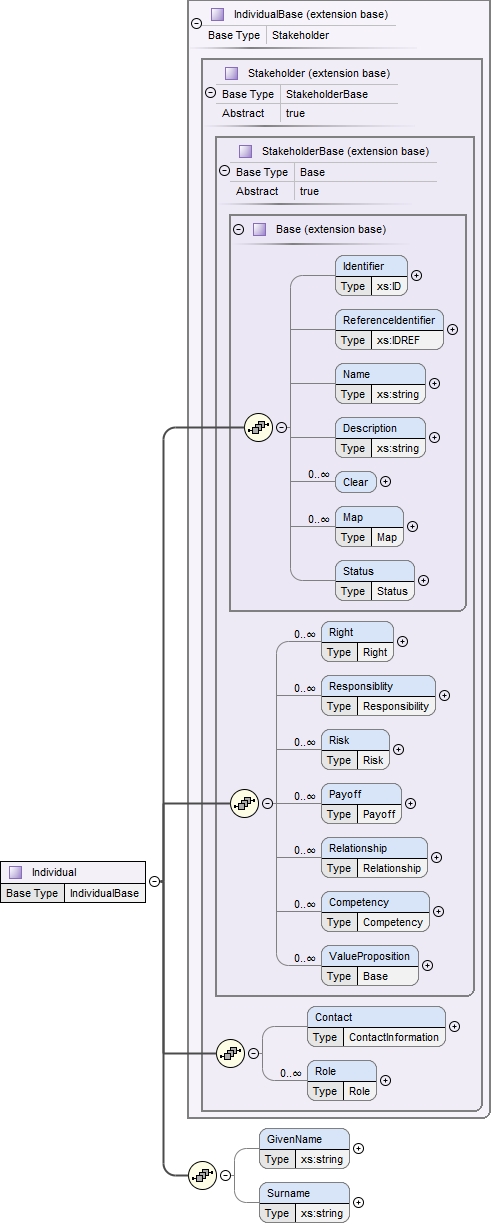 IndividualBase (extension base)
Base Type Stakeholder
Stakeholder (extension base)
Base Type StakeholderBase
Abstract true
StakeholderBase (extension base)
Base Type Base
Abstract true
Base (extension base)
Identifier
Type xs:ID
ReferenceIdentifier
Type xs:IDREF
Name
Type xs:string
Description
Type xs:string
0..∞ Clear
0..∞ Map
Type Map
Status
Type Status
0..∞ Right
Type Right
0..∞ Responsiblity
Type Responsibility
0..∞ Risk
Type Risk
0..∞ Payoff
Type Payoff
0..∞ Relationship
Type Relationship
Individual
Base Type IndividualBase
0..∞ Competency
Type Competency
0..∞ ValueProposition
Type Base
Contact
Type ContactInformation
0..∞ Role
Type Role
GivenName
Type xs:string
Surname
Type xs:string